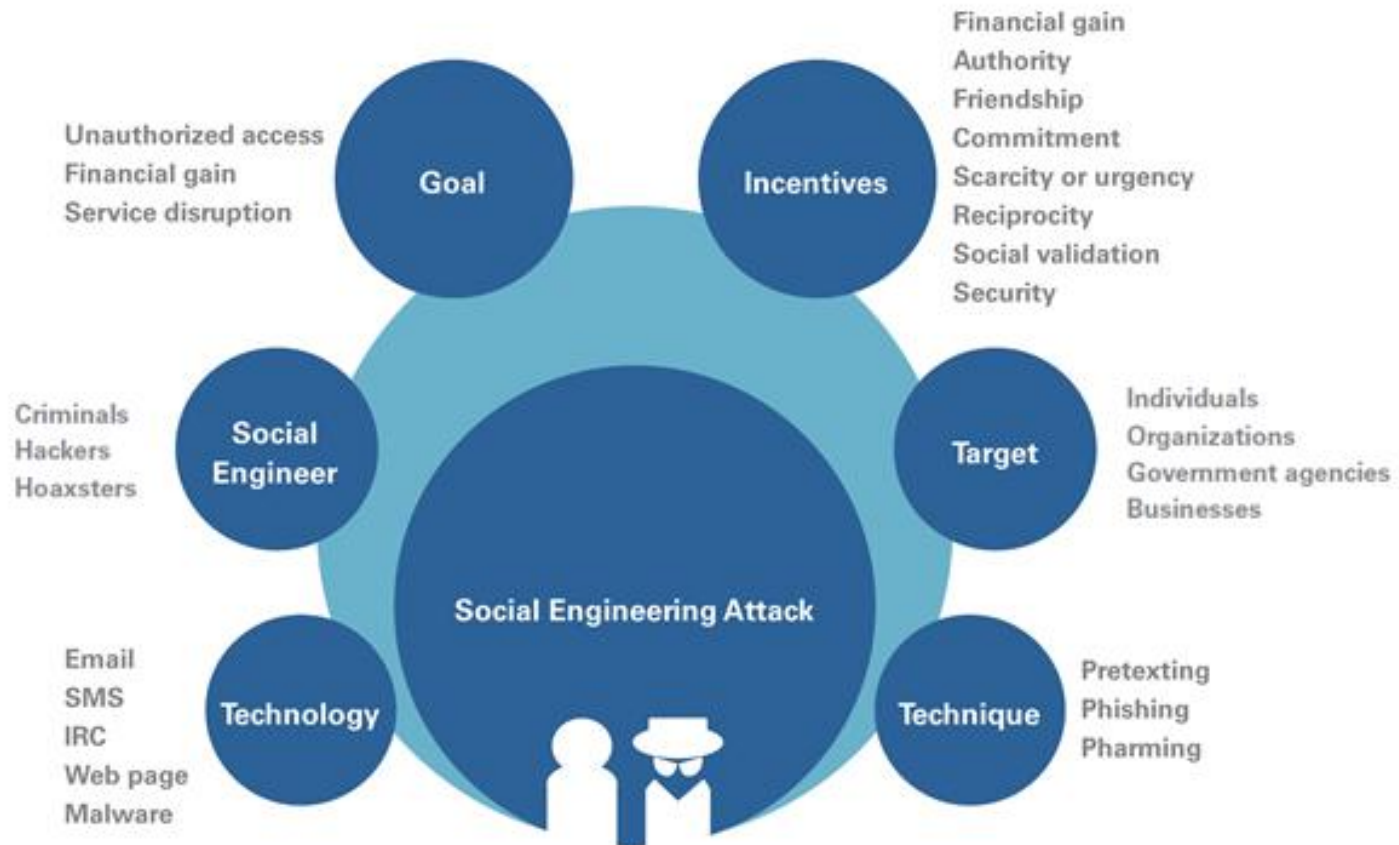 Goal
Unauthorized access
Financial gain
Service disruption
Incentives
Financial gain
Authority
Friendship
Commitment
Scarcity or urgency
Reciprocity
Social validation
Security
Social
Engineer
Criminals
Hackers
Hoaxsters
Target
Individuals
Organizations
Government agencies
Businesses
Social Engineering Attack
Technology
Email
SMS
IRC
Web page
Malware
Technique
Pretexting
Phishing
Pharming